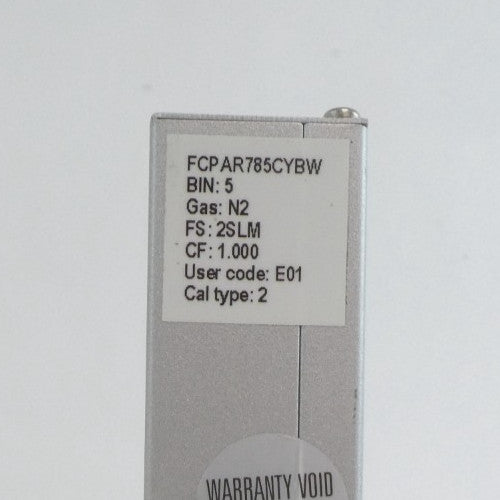 FCPAR785CYBW
BIN: 5
Gas: N2
FS: 2SLM
CF: 1.000
User code: E01
Cal type: 2
WARRANTY VOID